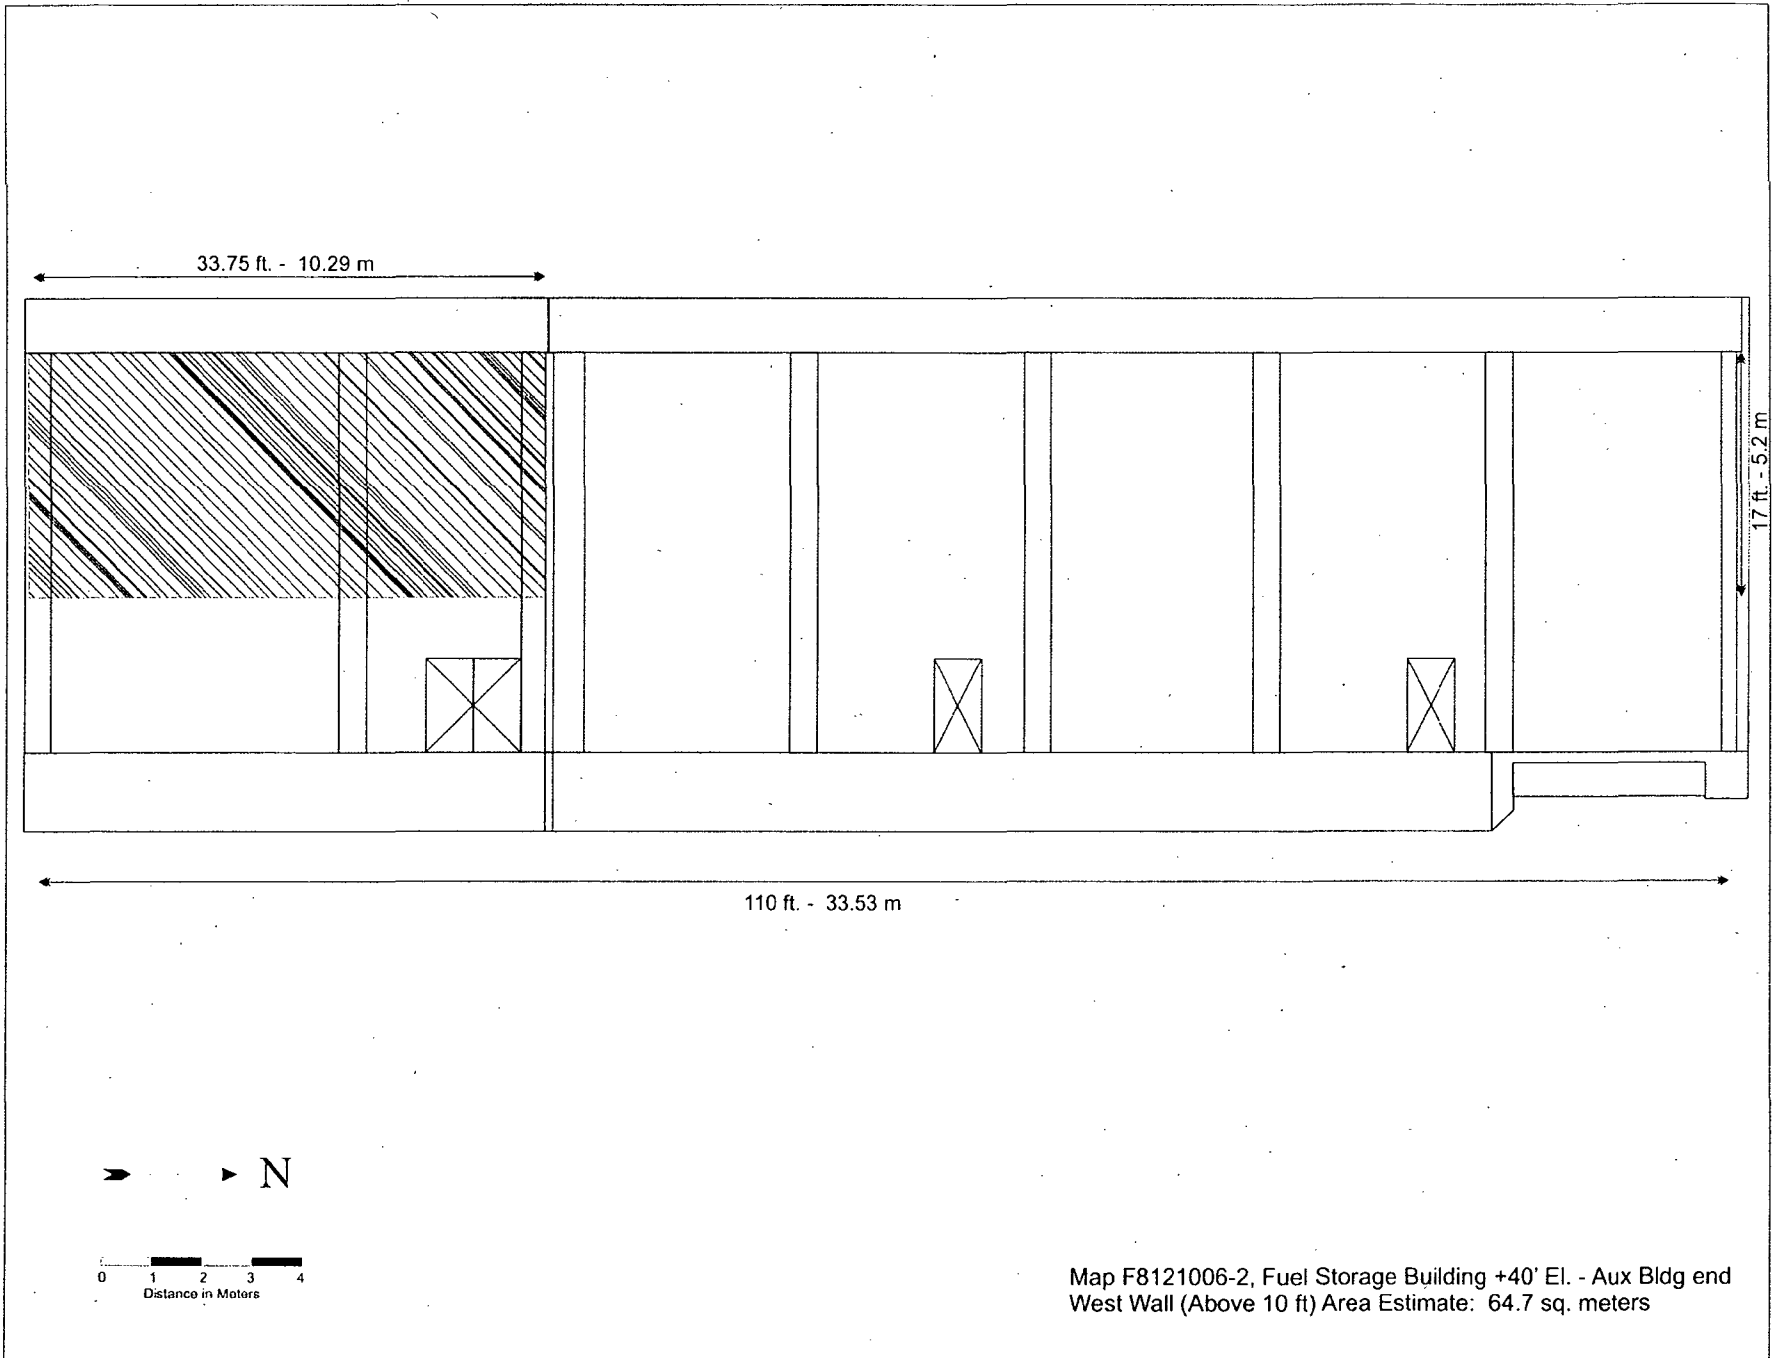 33.75 ft. - 10.29 m
17 ft. - 5.2 m
110 ft. - 33.53 m
N
0 1 2 3 4
Distance in Meters
Map F8121006-2, Fuel Storage Building +40' El. - Aux Bldg end
West Wall (Above 10 ft) Area Estimate: 64.7 sq. meters